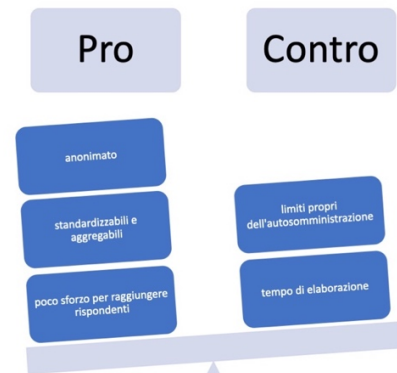 Pro
Contro
anonimato
standardizzabili e
aggregabili
poco sforzo per raggiungere
rispondenti
limiti propri
dell'autosomministrazione
tempo di elaborazione